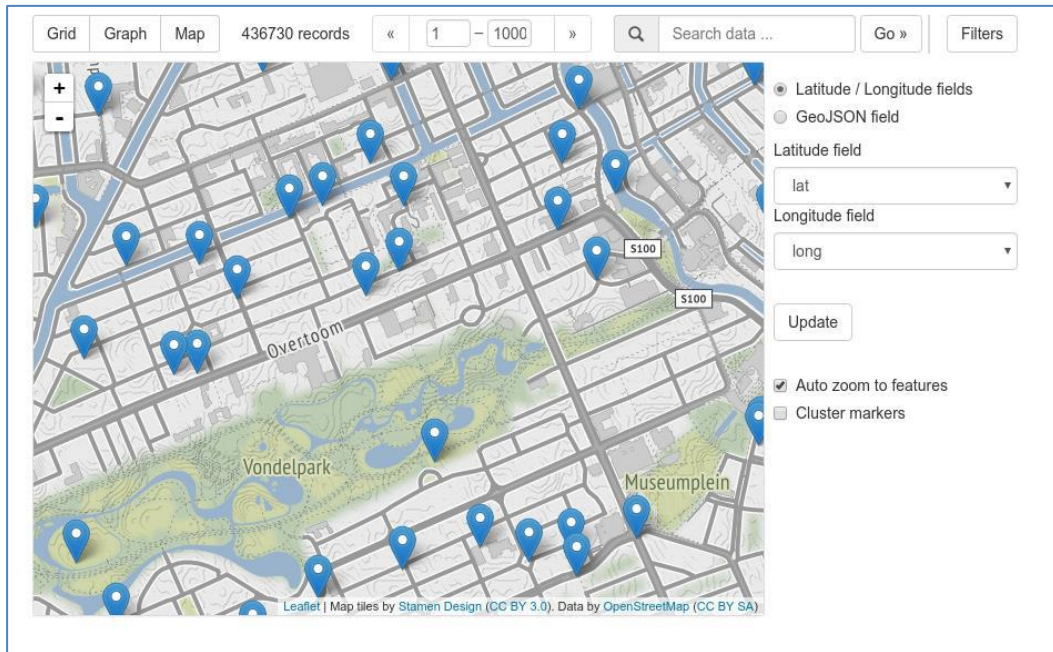 Grid Graph Map 436730 records « 1 – 1000 » Search data ... Go » Filters
+
-
Latitude / Longitude fields
GeoJSON field
Latitude field
lat
Longitude field
long
S100
S100
Update
Overtoom
Auto zoom to features
Cluster markers
Vondelpark
Museumplein
Leaflet | Map tiles by Stamen Design (CC BY 3.0). Data by OpenStreetMap (CC BY SA)